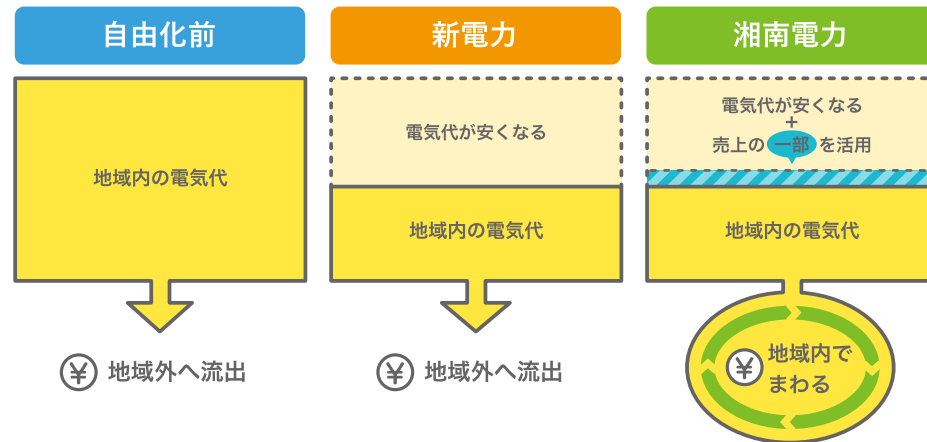 自由化前
新電力
湘南電力
地域内の電気代
電気代が安くなる
地域内の電気代
電気代が安くなる
+
売上の一部を活用
地域内の電気代
¥ 地域外へ流出
¥ 地域外へ流出
¥ 地域内で
まわる